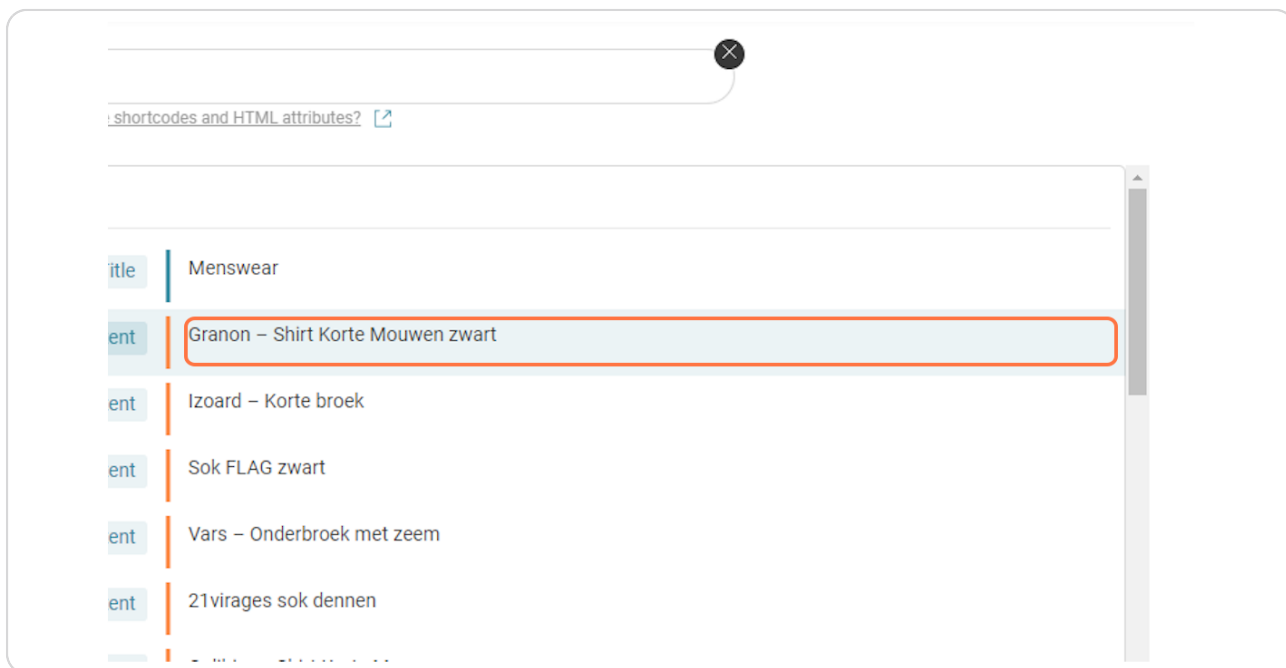 shortcodes and HTML attributes?
itle Menswear
ent Granon – Shirt Korte Mouwen zwart
ent Izoard – Korte broek
ent Sok FLAG zwart
ent Vars – Onderbroek met zeem
ent 21virages sok dennen